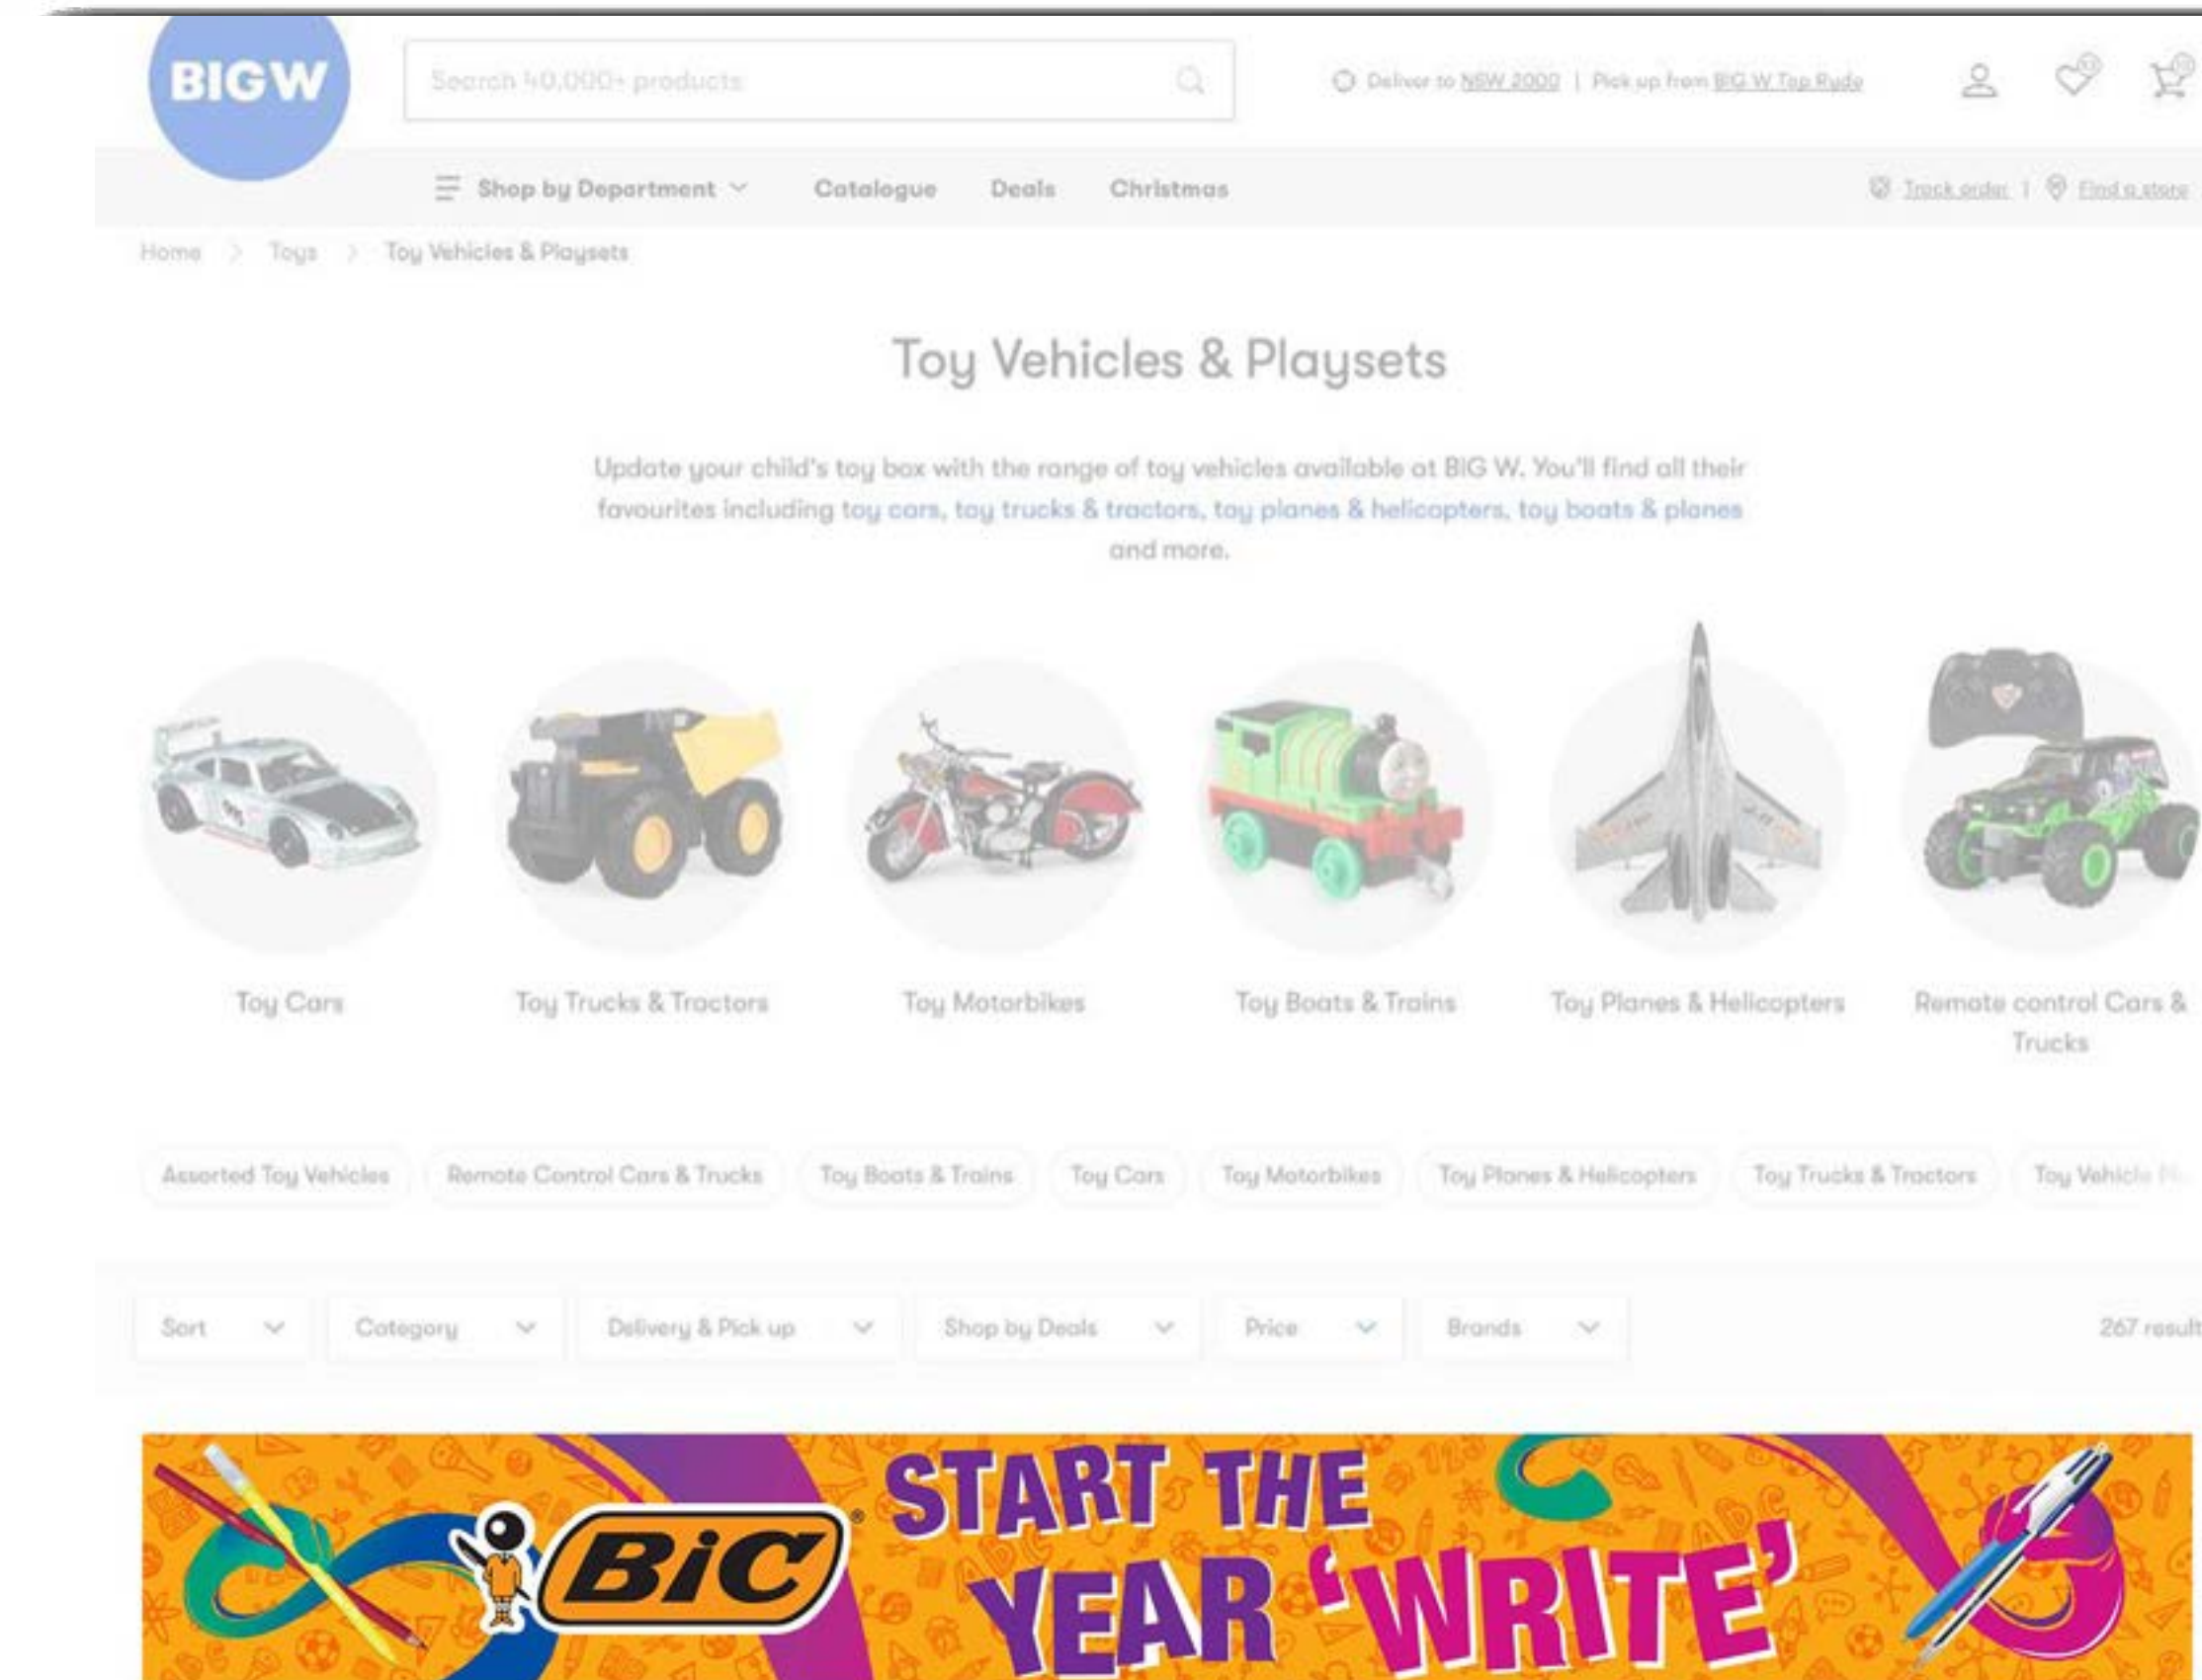 BIG W
Search 40,000+ products
Deliver to NSW 2000 | Pick up from BIG W Top Ryde
Shop by Department
Catalogue
Deals
Christmas
Track order | Find a store
Home > Toys > Toy Vehicles & Playsets
Toy Vehicles & Playsets
Update your child's toy box with the range of toy vehicles available at BIG W. You'll find all their
favourites including toy cars, toy trucks & tractors, toy planes & helicopters, toy boats & planes
and more.
Toy Cars
Toy Trucks & Tractors
Toy Motorbikes
Toy Boats & Trains
Toy Planes & Helicopters
Remote control Cars &
Trucks
Assorted Toy Vehicles
Remote Control Cars & Trucks
Toy Boats & Trains
Toy Cars
Toy Motorbikes
Toy Planes & Helicopters
Toy Trucks & Tractors
Toy Vehicle
Sort
Category
Delivery & Pick up
Shop by Deals
Price
Brands
267 result
BiC®
START THE
YEAR 'WRITE'